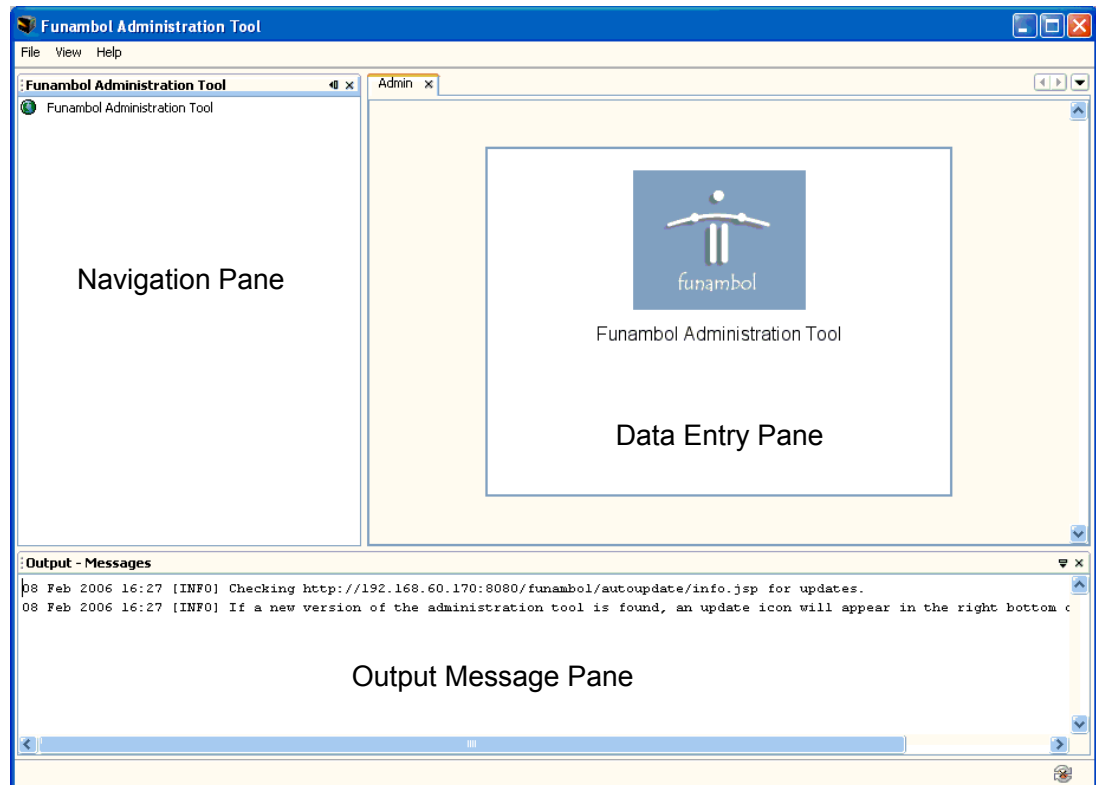 Funambol Administration Tool
File View Help
Funambol Administration Tool
Admin
Funambol Administration Tool
funambol
Funambol Administration Tool
Navigation Pane
Data Entry Pane
Output - Messages
08 Feb 2006 16:27 [INFO] Checking http://192.168.60.170:8080/funambol/autoupdate/info.jsp for updates.
08 Feb 2006 16:27 [INFO] If a new version of the administration tool is found, an update icon will appear in the right bottom
Output Message Pane